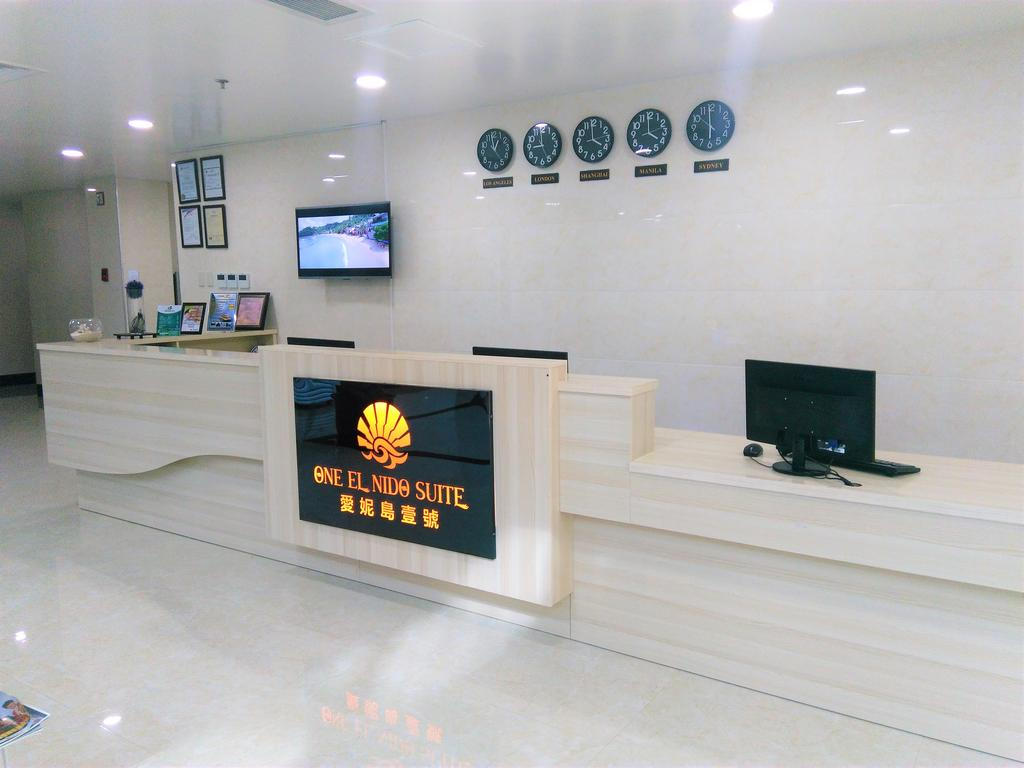 LOS ANGELES
LONDON
SHANGHAI
MANILA
SYDNEY
ONE EL NIDO SUITE
愛妮島壹號